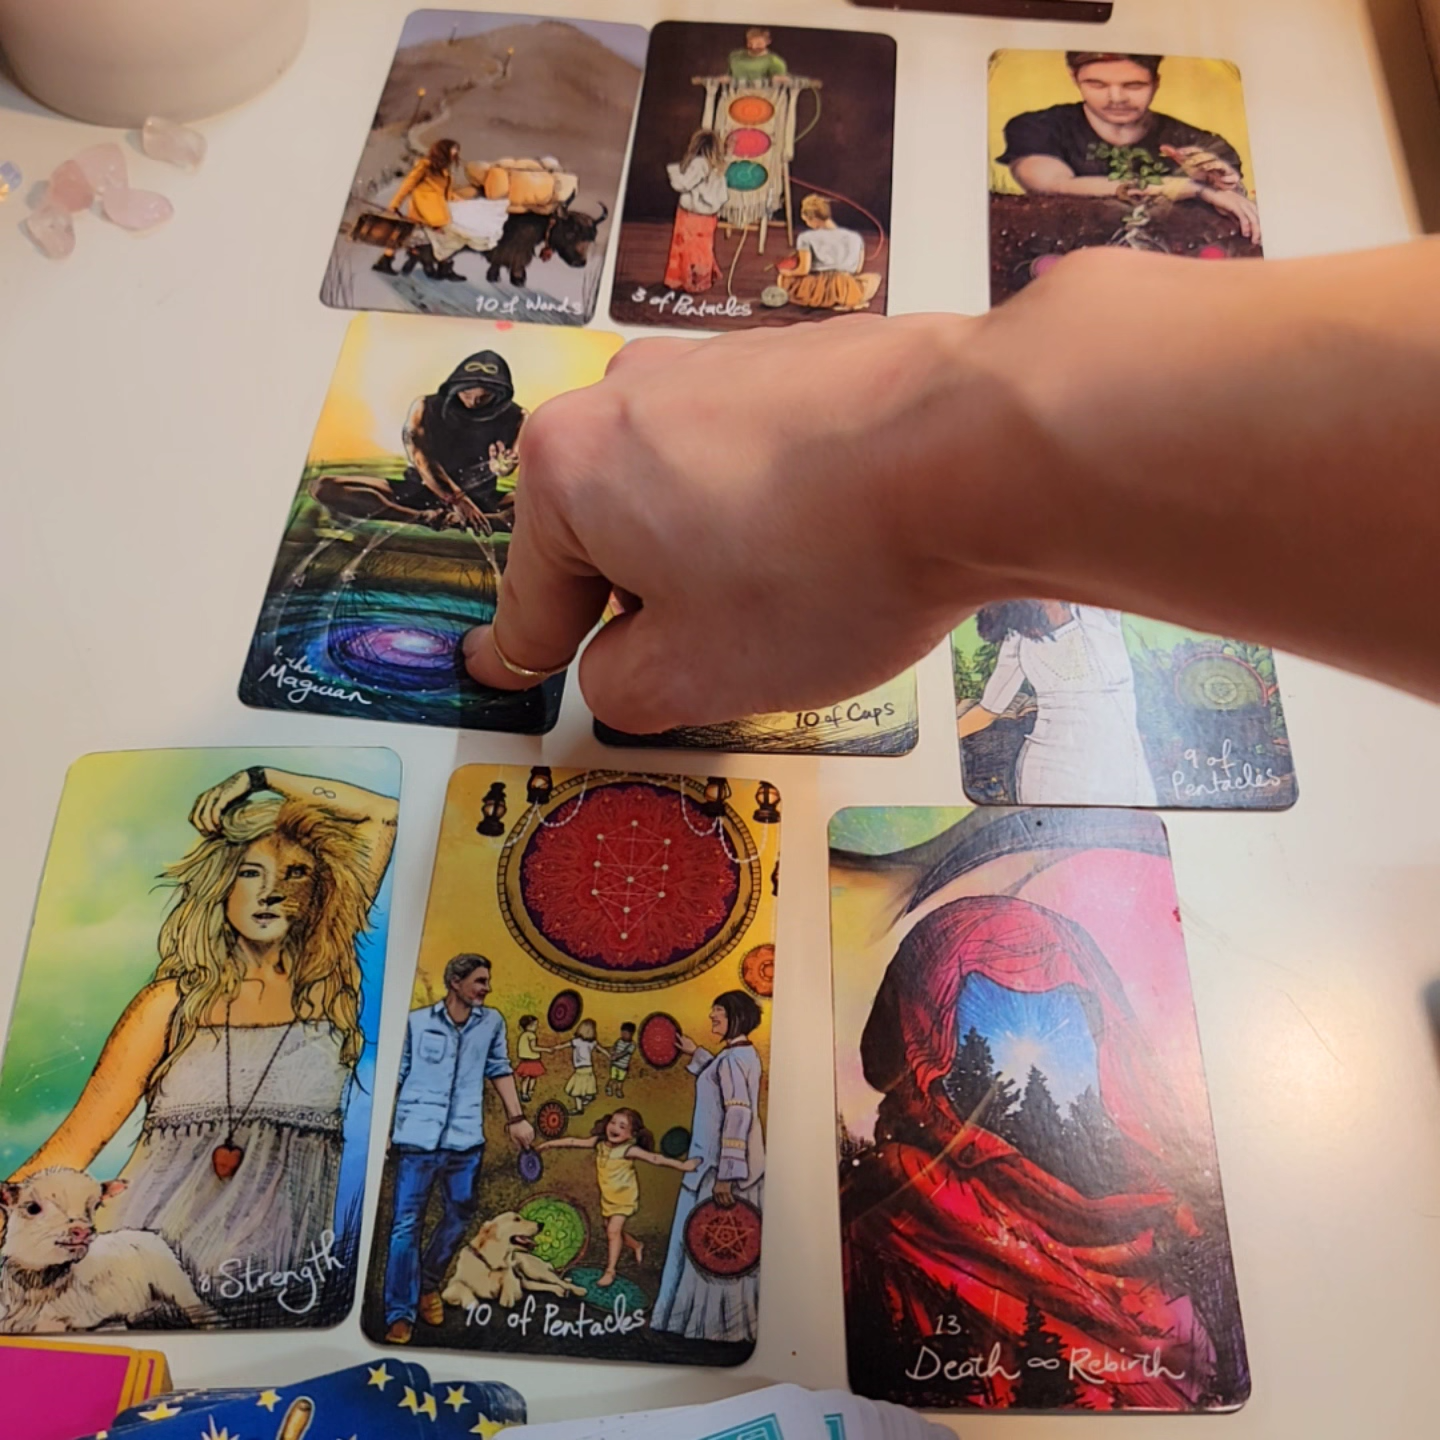 10 of Wands
3 of Pentacles
1. the
Magician
10 of Cups
9 of
Pentacles
8 Strength
10 of Pentacles
13.
Death ∞ Rebirth